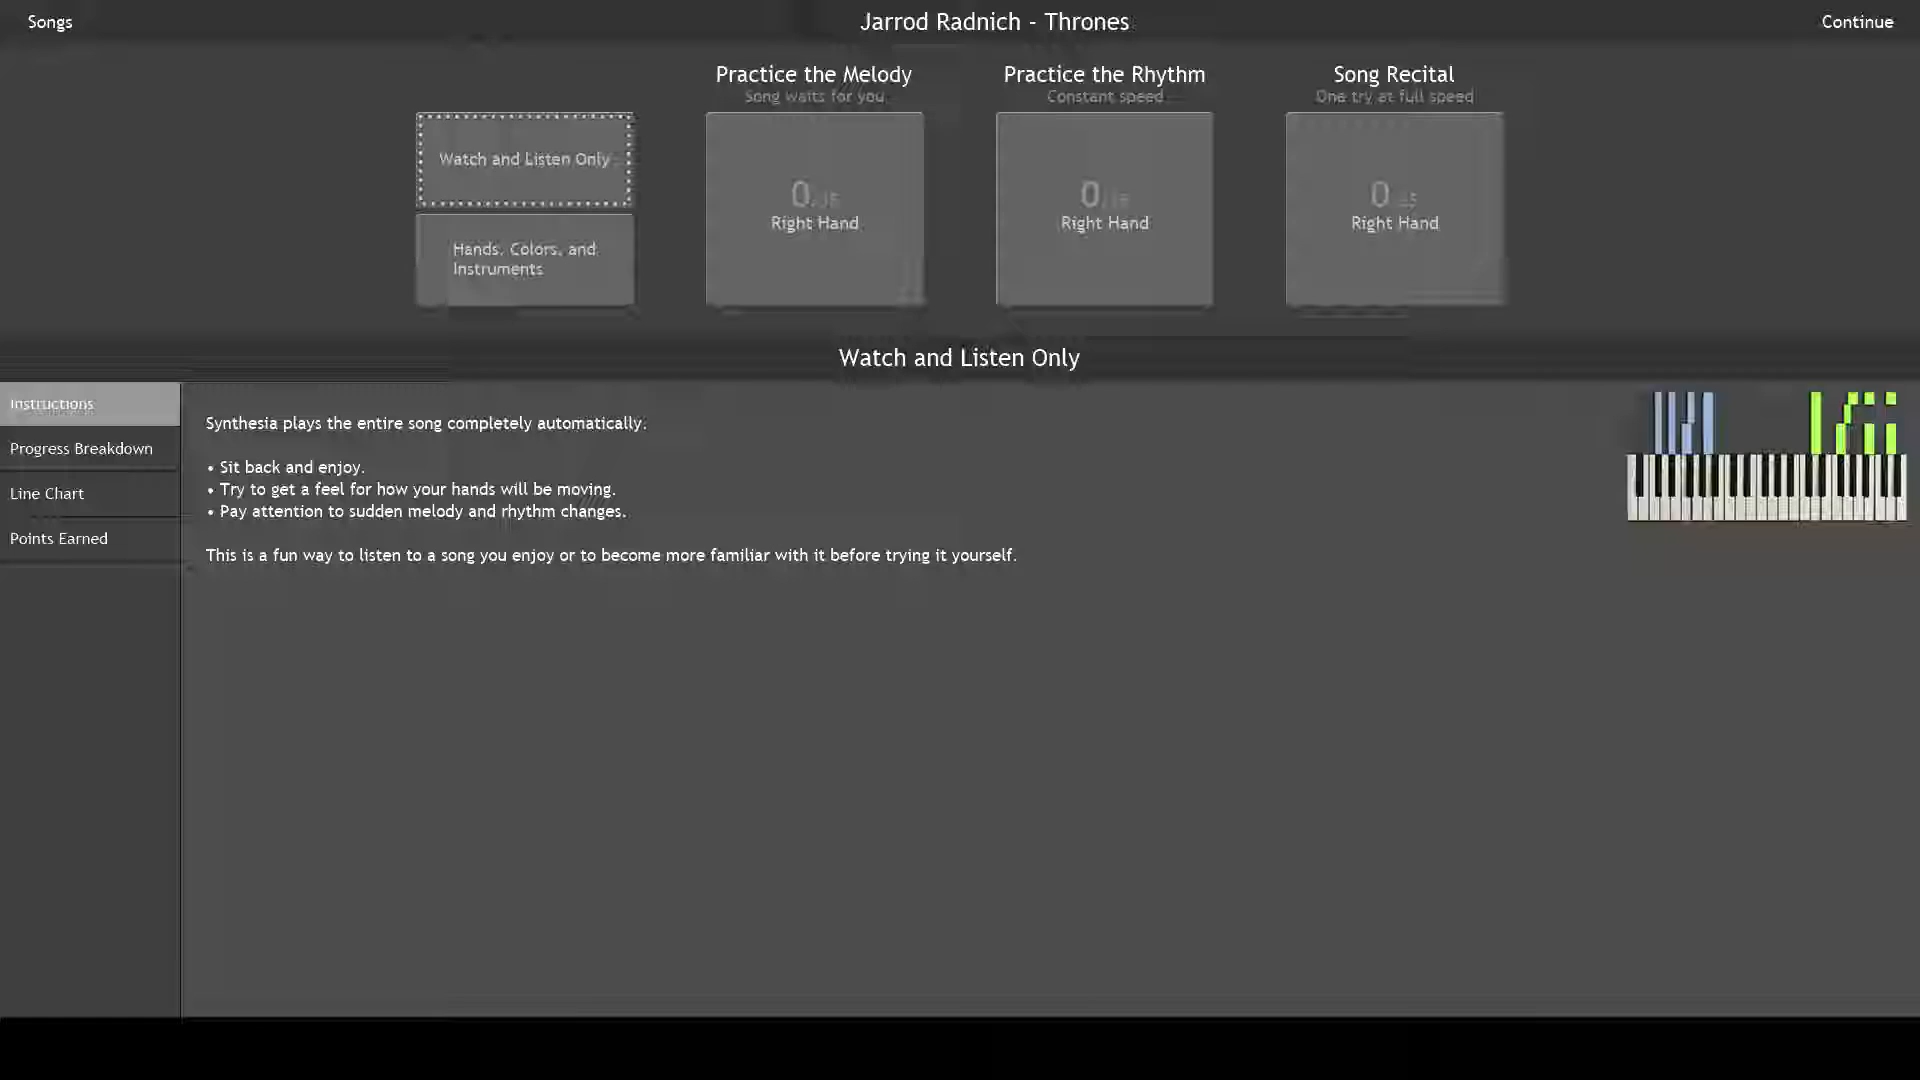 Songs
Jarrod Radnich - Thrones
Continue
Practice the Melody
Song waits for you
Practice the Rhythm
Constant speed
Song Recital
One try at full speed
Watch and Listen Only
Hands, Colors, and
Instruments
0
Right Hand
0
Right Hand
0
Right Hand
Watch and Listen Only
Instructions
Progress Breakdown
Line Chart
Points Earned
Synthesia plays the entire song completely automatically.
• Sit back and enjoy.
• Try to get a feel for how your hands will be moving.
• Pay attention to sudden melody and rhythm changes.
This is a fun way to listen to a song you enjoy or to become more familiar with it before trying it yourself.